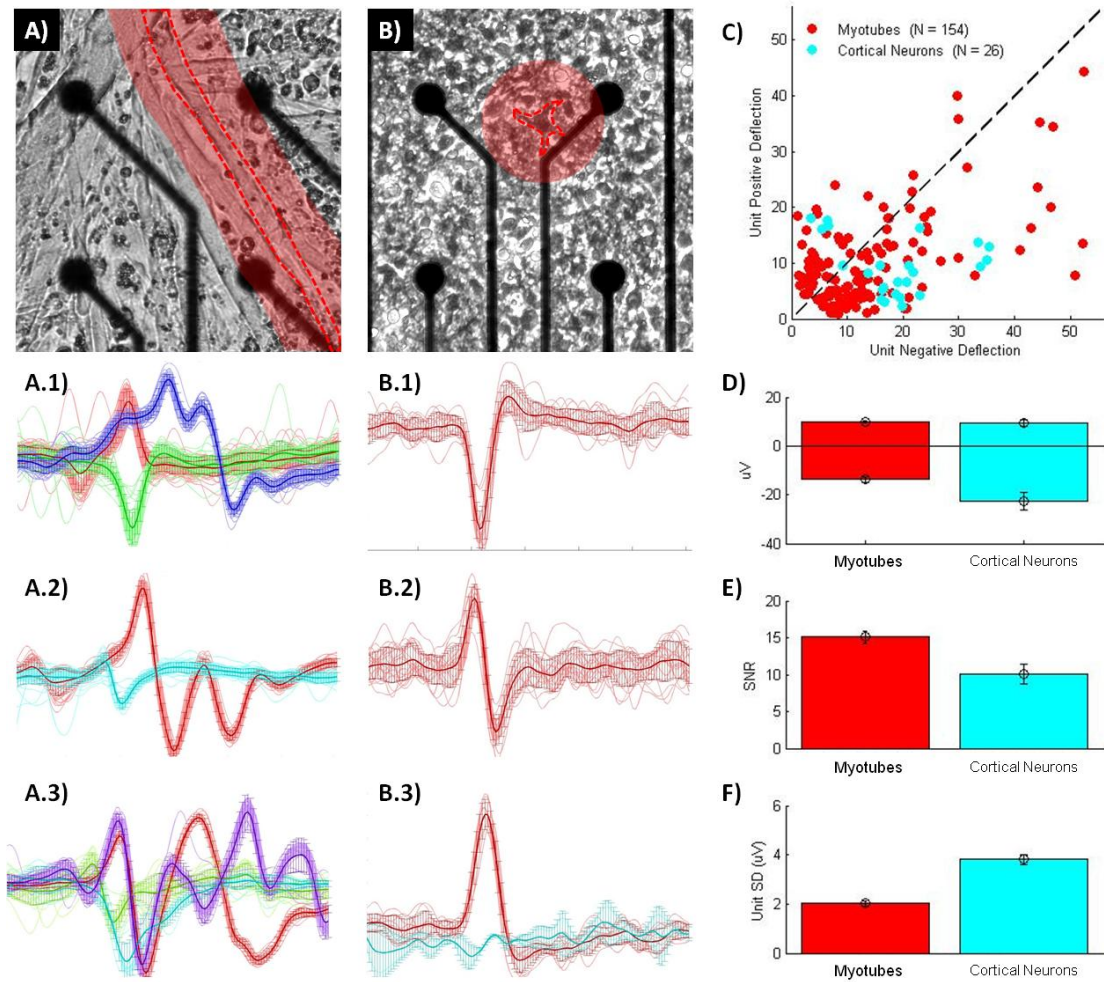 A)
B)
C)
Myotubes (N = 154)
Cortical Neurons (N = 26)
50
40
30
20
10
0
Unit Positive Deflection
0
10
20
30
40
50
Unit Negative Deflection
A.1)
B.1)
D)
20
0
-20
-40
uV
Myotubes
Cortical Neurons
A.2)
B.2)
E)
20
15
10
5
0
SNR
Myotubes
Cortical Neurons
A.3)
B.3)
F)
6
4
2
0
Unit SD (uV)
Myotubes
Cortical Neurons